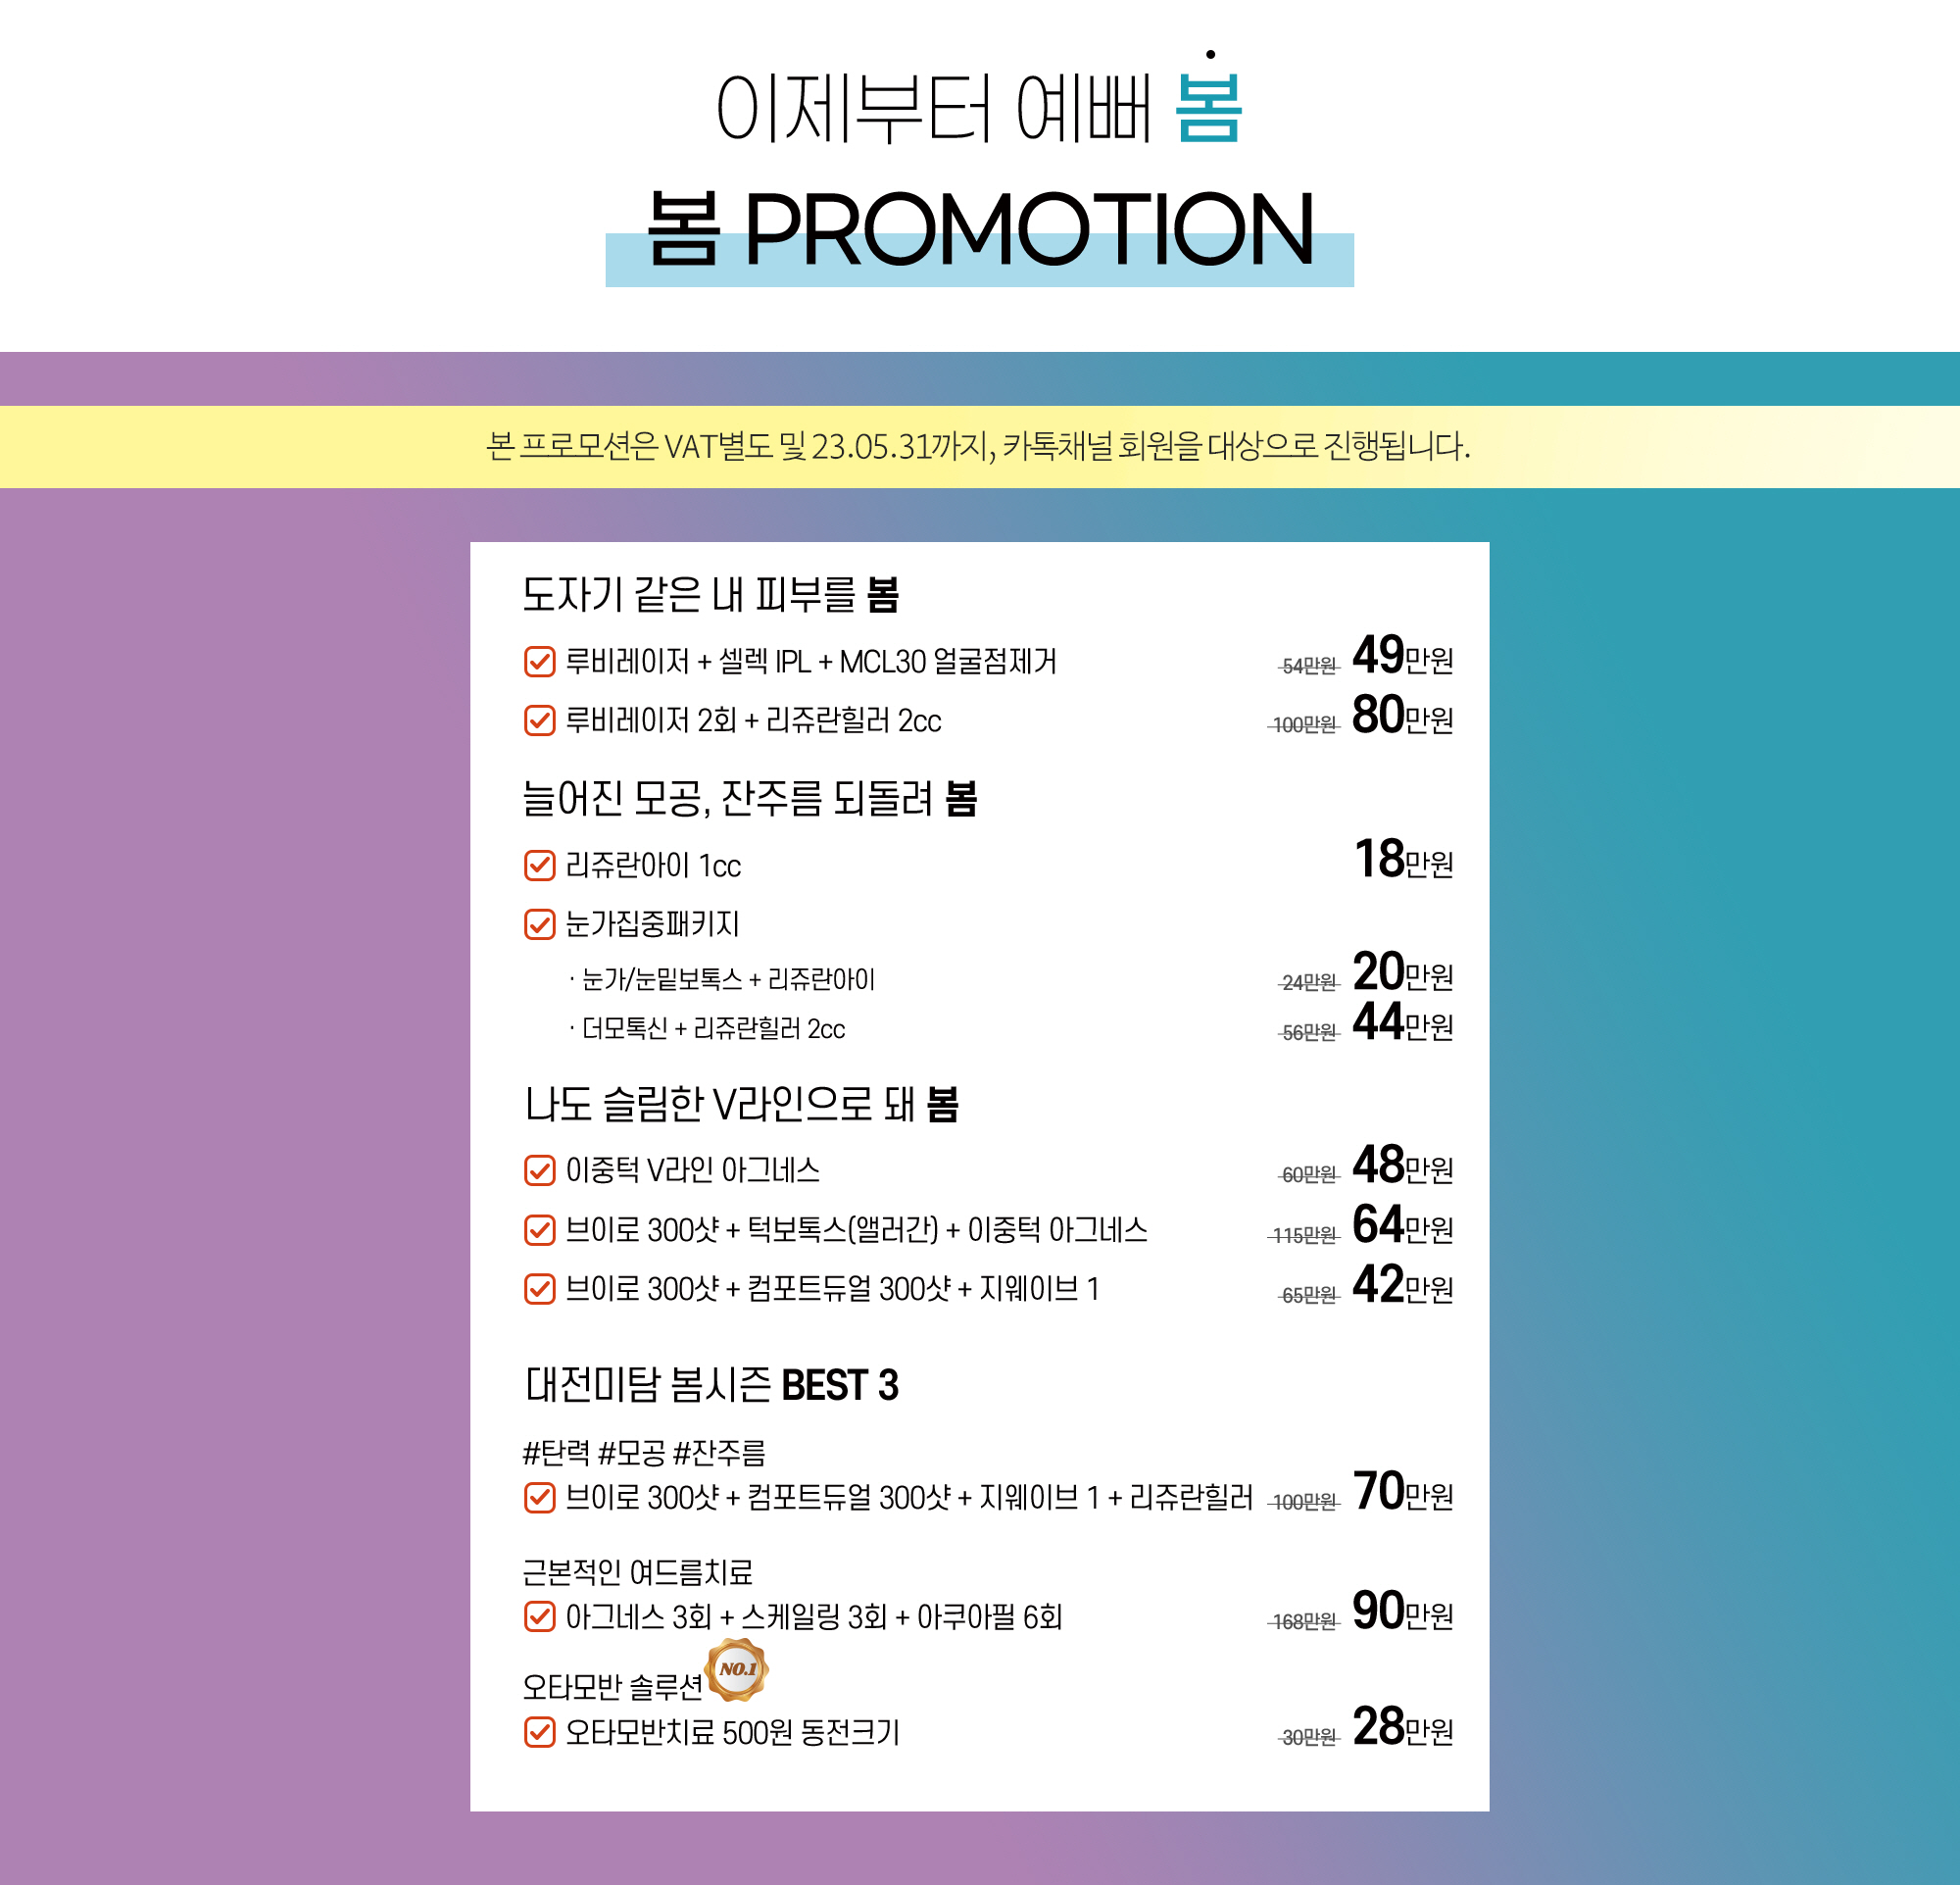 이제부터 예뻐 봄
봄 PROMOTION
본 프로모션은 VAT별도 및 23.05.31까지, 카톡채널 회원을 대상으로 진행됩니다.
도자기 같은 내 피부를 봄
루비레이저 + 셀렉 IPL + MCL30 얼굴점제거 54만원 49만원
루비레이저 2회 + 리쥬란힐러 2cc 100만원 80만원
늘어진 모공, 잔주름 되돌려 봄
리쥬란아이 1cc 18만원
눈가집중패키지
· 눈가/눈밑보톡스 + 리쥬란아이 24만원 20만원
· 더모톡신 + 리쥬란힐러 2cc 56만원 44만원
나도 슬림한 V라인으로 돼 봄
이중턱 V라인 아그네스 60만원 48만원
브이로 300샷 + 턱보톡스(앨러간) + 이중턱 아그네스 115만원 64만원
브이로 300샷 + 컴포트듀얼 300샷 + 지웨이브 1 65만원 42만원
대전미탐 봄시즌 BEST 3
#탄력 #모공 #잔주름
브이로 300샷 + 컴포트듀얼 300샷 + 지웨이브 1 + 리쥬란힐러 100만원 70만원
근본적인 여드름치료
아그네스 3회 + 스케일링 3회 + 아쿠아필 6회 168만원 90만원
오타모반 솔루션 NO.1
오타모반치료 500원 동전크기 30만원 28만원